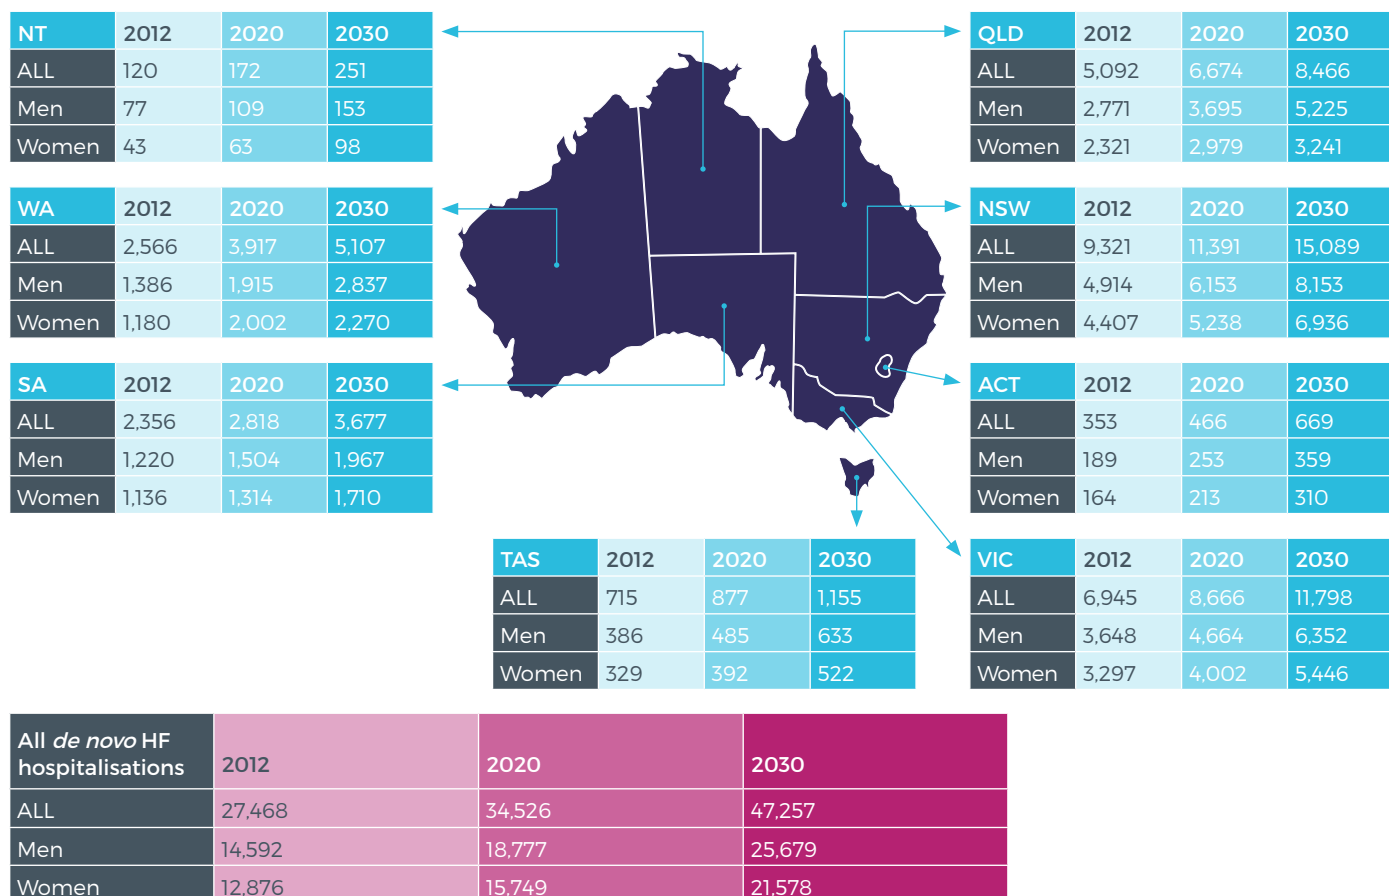 NT 2012 2020 2030
ALL 120 172 251
Men 77 109 153
Women 43 63 98
WA 2012 2020 2030
ALL 2,566 3,917 5,107
Men 1,386 1,915 2,837
Women 1,180 2,002 2,270
SA 2012 2020 2030
ALL 2,356 2,818 3,677
Men 1,220 1,504 1,967
Women 1,136 1,314 1,710
QLD 2012 2020 2030
ALL 5,092 6,674 8,466
Men 2,771 3,695 5,225
Women 2,321 2,979 3,241
NSW 2012 2020 2030
ALL 9,321 11,391 15,089
Men 4,914 6,153 8,153
Women 4,407 5,238 6,936
ACT 2012 2020 2030
ALL 353 466 669
Men 189 253 359
Women 164 213 310
TAS 2012 2020 2030
ALL 715 877 1,155
Men 386 485 633
Women 329 392 522
VIC 2012 2020 2030
ALL 6,945 8,666 11,798
Men 3,648 4,664 6,352
Women 3,297 4,002 5,446
All de novo HF
hospitalisations 2012 2020 2030
ALL 27,468 34,526 47,257
Men 14,592 18,777 25,679
Women 12,876 15,749 21,578